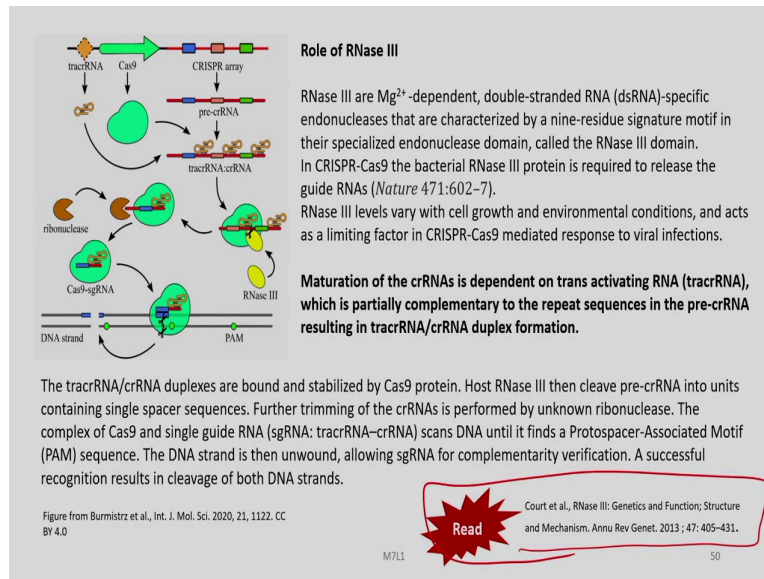 tracrRNA Cas9 CRISPR array
pre-crRNA
tracrRNA:crRNA
ribonuclease
Cas9-sgRNA
RNase III
DNA strand
PAM
Role of RNase III
RNase III are Mg²⁺-dependent, double-stranded RNA (dsRNA)-specific
endonucleases that are characterized by a nine-residue signature motif in
their specialized endonuclease domain, called the RNase III domain.
In CRISPR-Cas9 the bacterial RNase III protein is required to release the
guide RNAs (Nature 471:602–7).
RNase III levels vary with cell growth and environmental conditions, and acts
as a limiting factor in CRISPR-Cas9 mediated response to viral infections.
Maturation of the crRNAs is dependent on trans activating RNA (tracrRNA),
which is partially complementary to the repeat sequences in the pre-crRNA
resulting in tracrRNA/crRNA duplex formation.
The tracrRNA/crRNA duplexes are bound and stabilized by Cas9 protein. Host RNase III then cleave pre-crRNA into units
containing single spacer sequences. Further trimming of the crRNAs is performed by unknown ribonuclease. The
complex of Cas9 and single guide RNA (sgRNA: tracrRNA–crRNA) scans DNA until it finds a Protospacer-Associated Motif
(PAM) sequence. The DNA strand is then unwound, allowing sgRNA for complementarity verification. A successful
recognition results in cleavage of both DNA strands.
Figure from Burmistrz et al., Int. J. Mol. Sci. 2020, 21, 1122. CC
BY 4.0
Read
Court et al., RNase III: Genetics and Function; Structure
and Mechanism. Annu Rev Genet. 2013 ; 47: 405–431.
M7L1
50